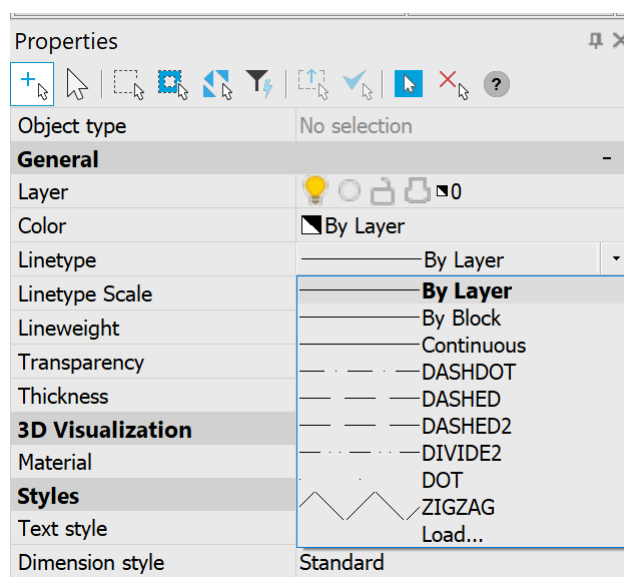 Properties
?
Object type No selection
General -
Layer 0
Color By Layer
Linetype By Layer
Linetype Scale By Layer
Lineweight By Block
Continuous
Transparency DASHDOT
Thickness DASHED
3D Visualization DASHED2
Material DIVIDE2
Styles DOT
ZIGZAG
Text style Load...
Dimension style Standard